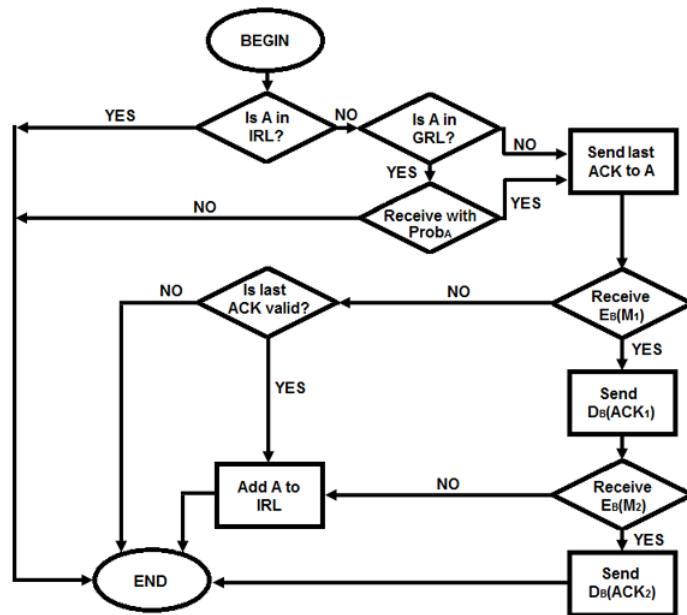 BEGIN
Is A in
IRL?
YES
NO
Is A in
GRL?
NO
YES
Send last
ACK to A
Receive with
ProbA
NO
YES
Is last
ACK valid?
NO
YES
NO
Receive
EB(M1)
YES
Send
DB(ACK1)
Add A to
IRL
NO
Receive
EB(M2)
YES
END
Send
DB(ACK2)